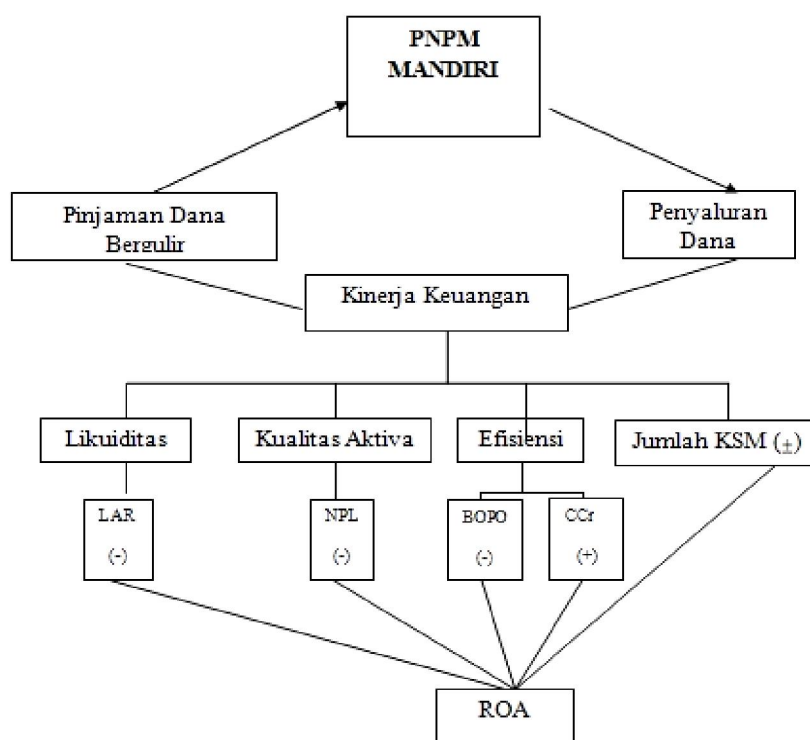 PNPM
MANDIRI
Pinjaman Dana
Bergulir
Penyaluran
Dana
Kinerja Keuangan
Likuiditas
Kualitas Aktiva
Efisiensi
Jumlah KSM (±)
LAR
(-)
NPL
(-)
BOPO
(-)
CCr
(+)
ROA